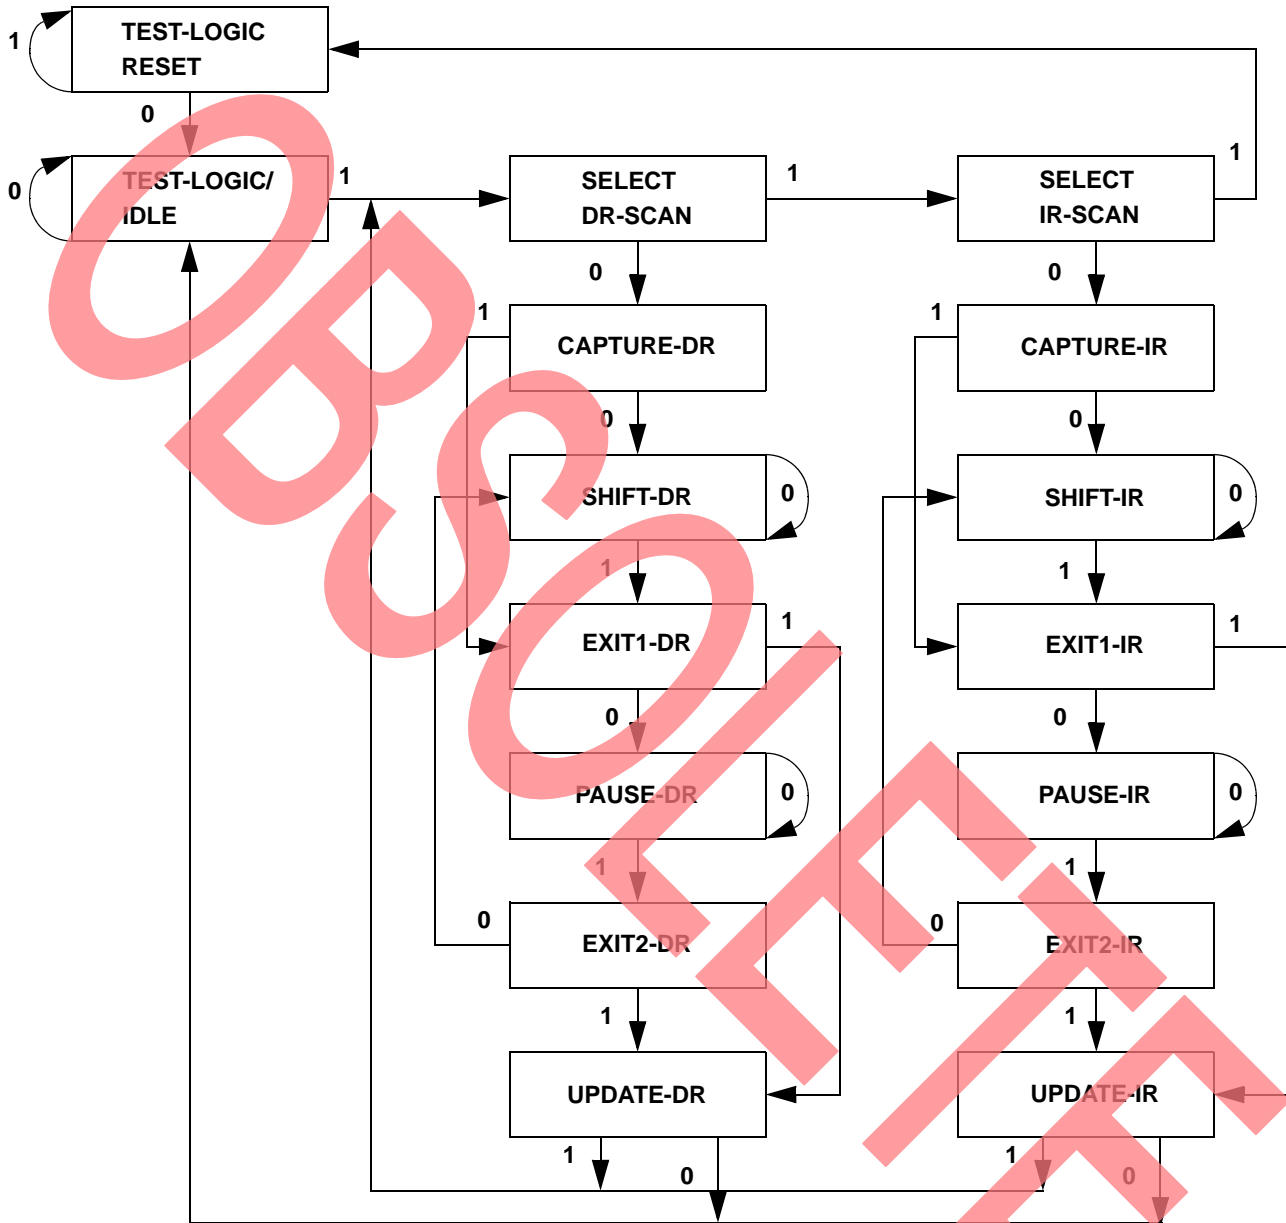 TEST-LOGIC
RESET
1
0
TEST-LOGIC/
IDLE
0
1
SELECT
DR-SCAN
1
SELECT
IR-SCAN
1
0
0
1
CAPTURE-DR
1
CAPTURE-IR
0
0
SHIFT-DR
0
SHIFT-IR
0
1
1
EXIT1-DR
1
EXIT1-IR
1
0
0
PAUSE-DR
0
PAUSE-IR
0
1
1
0
EXIT2-DR
0
EXIT2-IR
1
1
UPDATE-DR
UPDATE-IR
1
0
1
0
OBSOLETE